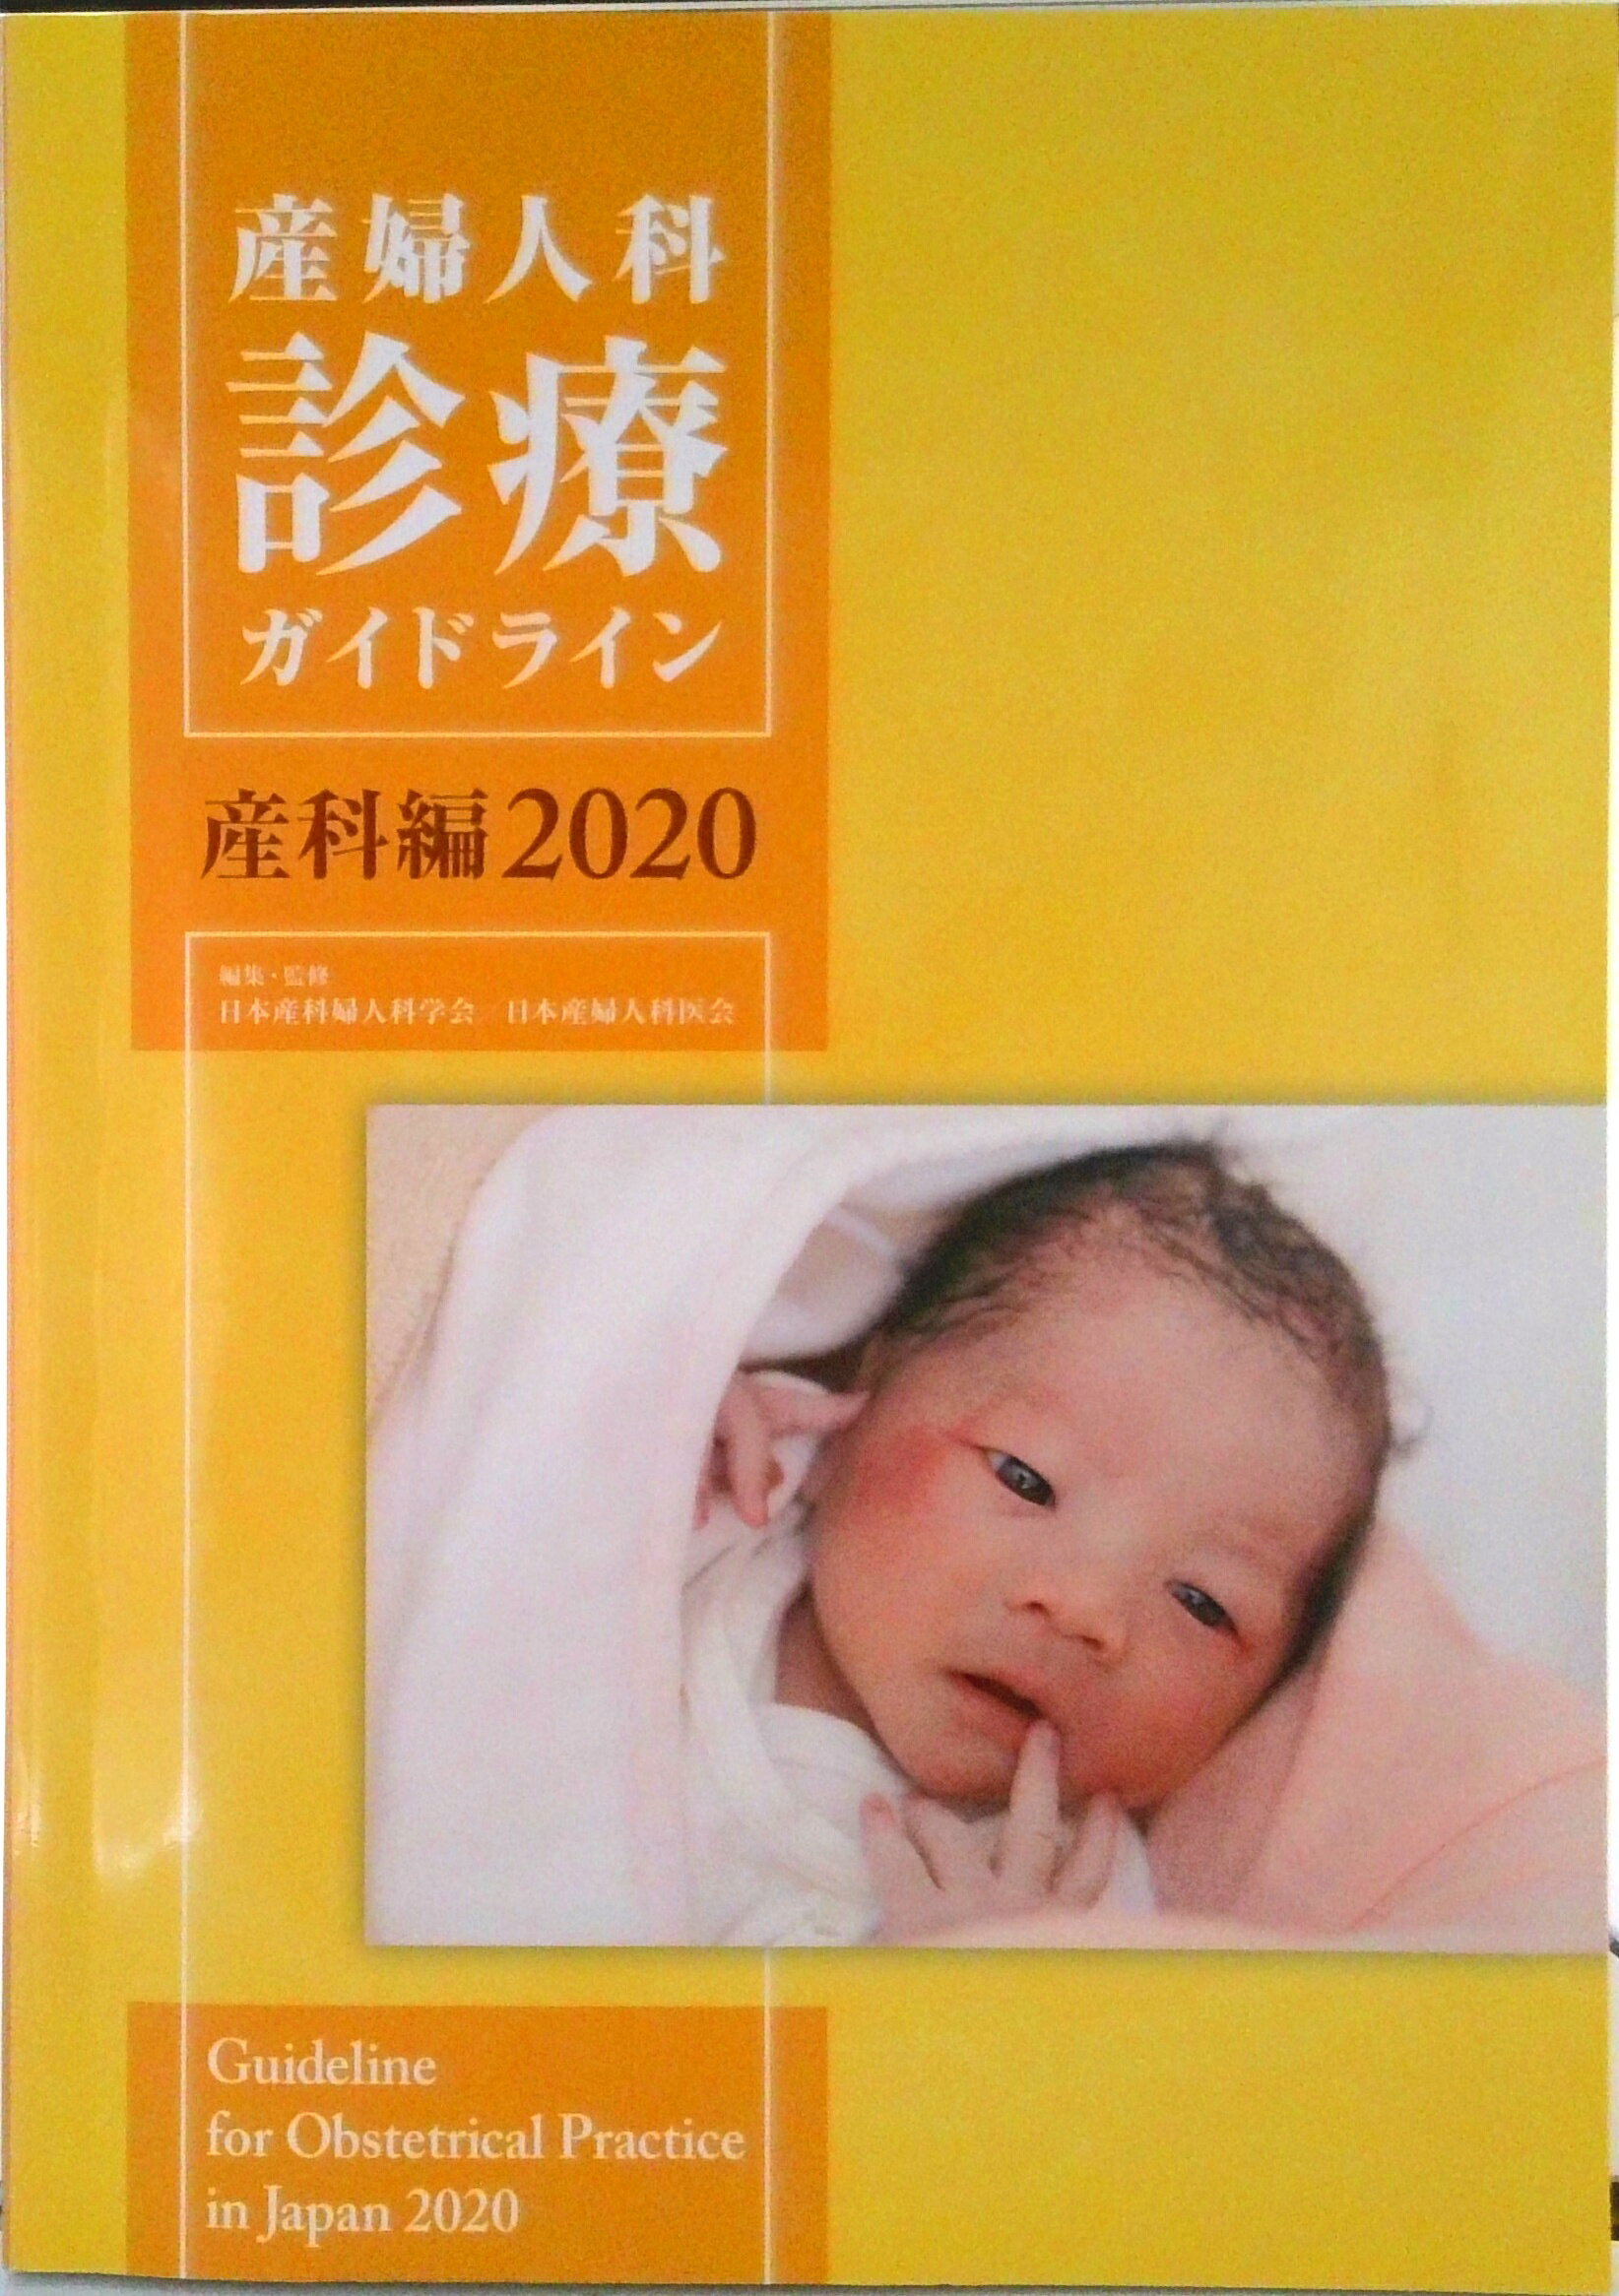 産婦人科
診療
ガイドライン
産科編2020
編集・監修
日本産科婦人科学会／日本産婦人科医会
Guideline
for Obstetrical Practice
in Japan 2020